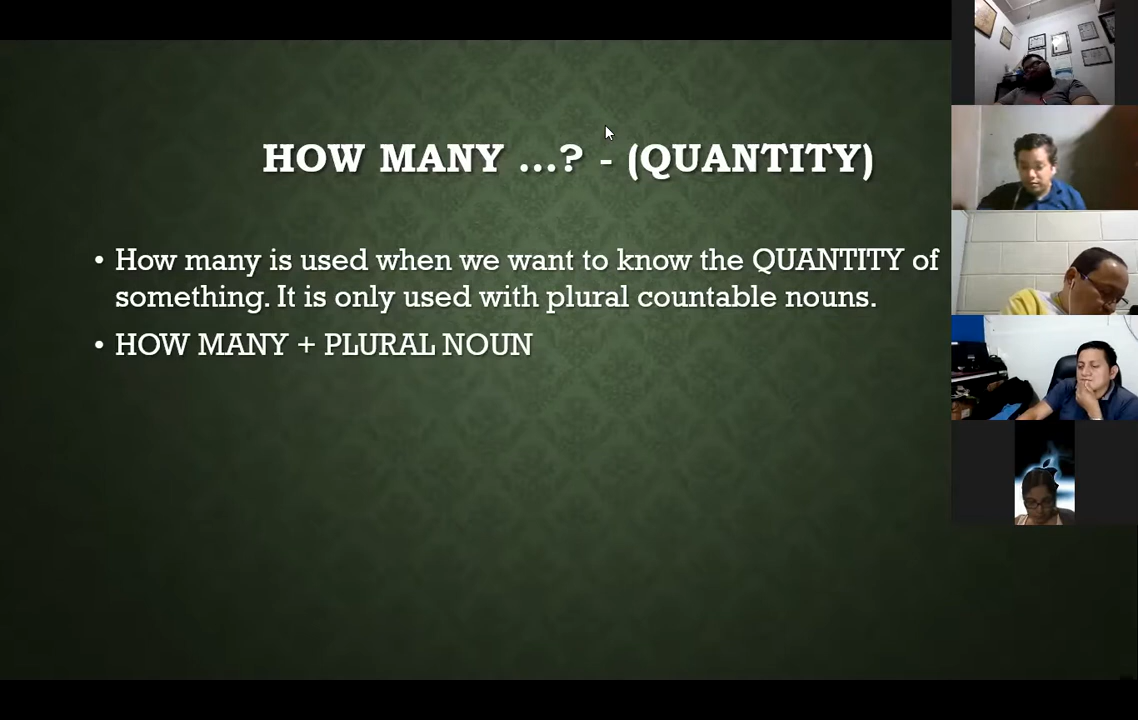 HOW MANY ...? - (QUANTITY)
• How many is used when we want to know the QUANTITY of
something. It is only used with plural countable nouns.
• HOW MANY + PLURAL NOUN